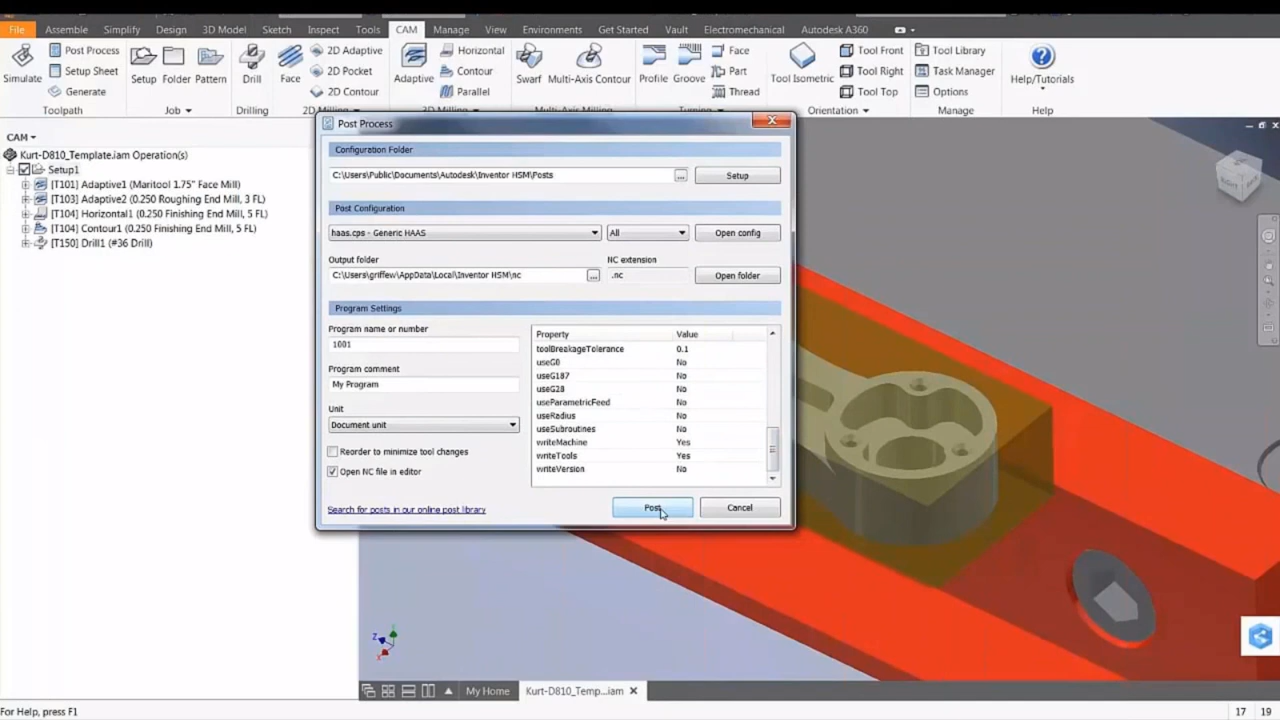 File Assemble Simplify Design 3D Model Sketch Inspect Tools CAM Manage View Environments Get Started Vault Electromechanical Autodesk A360
Simulate Post Process Setup Sheet Generate Setup Folder Pattern Drill Face 2D Adaptive 2D Pocket 2D Contour Adaptive Horizontal Contour Parallel Swarf Multi-Axis Contour Profile Groove Face Part Thread Tool Isometric Tool Front Tool Right Tool Top Tool Library Task Manager Options Help/Tutorials
Toolpath Job Drilling 2D Milling 3D Milling Multi-Axis Milling Turning Orientation Manage Help
CAM
Kurt-D810_Template.iam Operation(s)
Setup1
[T101] Adaptive1 (Maritool 1.75" Face Mill)
[T103] Adaptive2 (0.250 Roughing End Mill, 3 FL)
[T104] Horizontal1 (0.250 Finishing End Mill, 5 FL)
[T104] Contour1 (0.250 Finishing End Mill, 5 FL)
[T150] Drill1 (#36 Drill)
Post Process
Configuration Folder
C:\Users\Public\Documents\Autodesk\Inventor HSM\Posts ... Setup
Post Configuration
haas.cps - Generic HAAS All Open config
Output folder NC extension
C:\Users\griffew\AppData\Local\Inventor HSM\nc ... .nc Open folder
Program Settings
Program name or number
1001
Program comment
My Program
Unit
Document unit
Reorder to minimize tool changes
Open NC file in editor
Search for posts in our online post library
Property Value
toolBreakageTolerance 0.1
useG0 No
useG187 No
useG28 No
useParametricFeed No
useRadius No
useSubroutines No
writeMachine Yes
writeTools Yes
writeVersion No
Post Cancel
Z Y X
My Home Kurt-D810_Temp...iam
For Help, press F1 17 19